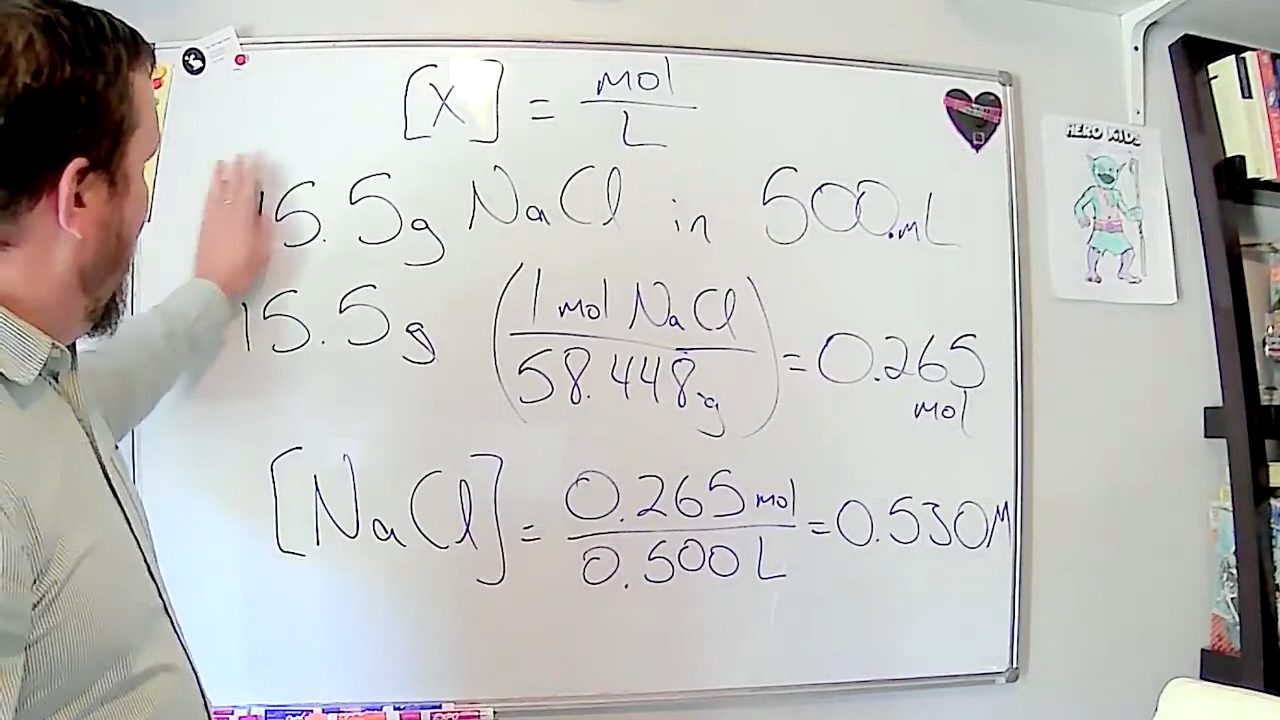 [X] = mol / L
15.5g NaCl in 500.mL
15.5g (1 mol NaCl / 58.448g) = 0.265 mol
[NaCl] = 0.265 mol / 0.500 L = 0.530 M
HERO KIDS